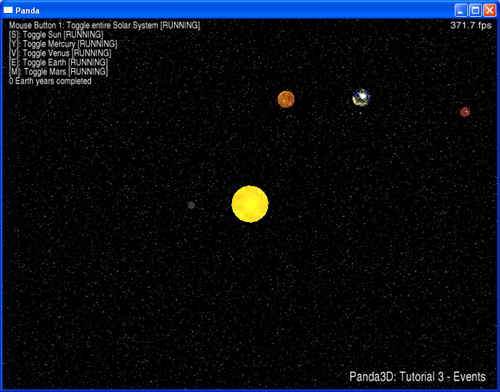 Panda
Mouse Button 1: Toggle entire Solar System [RUNNING]
371.7 fps
[S]: Toggle Sun [RUNNING]
[Y]: Toggle Mercury [RUNNING]
[V]: Toggle Venus [RUNNING]
[E]: Toggle Earth [RUNNING]
[M]: Toggle Mars [RUNNING]
0 Earth years completed
Panda3D: Tutorial 3 - Events